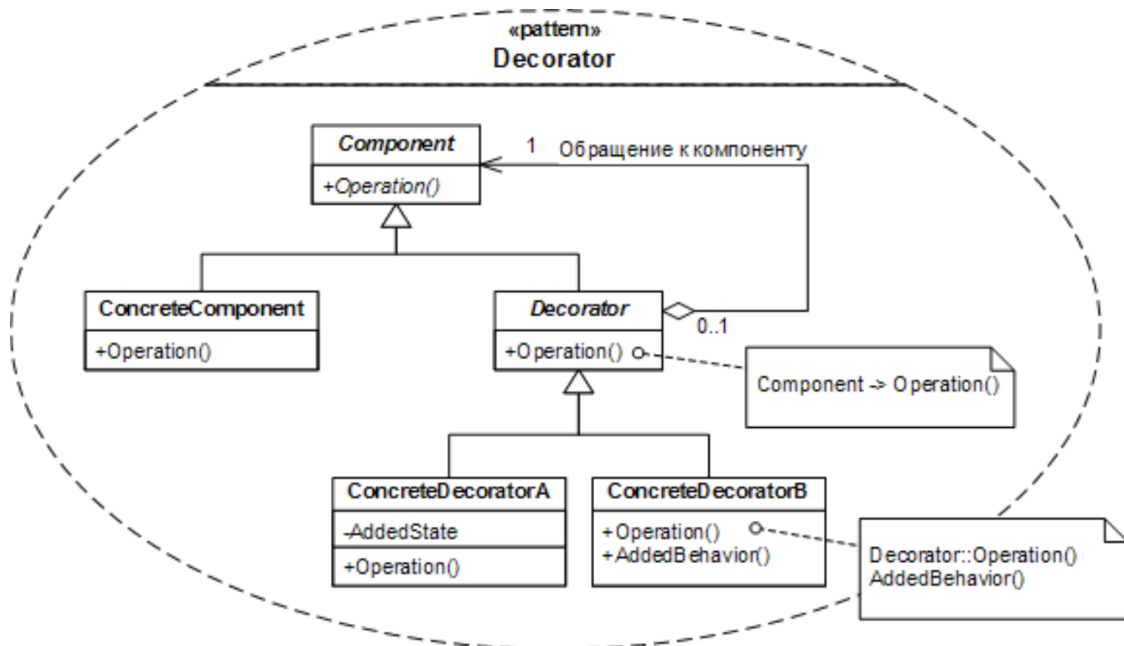 «pattern»
Decorator
Component
+Operation()
1 Обращение к компоненту
ConcreteComponent
+Operation()
Decorator
+Operation()
0..1
Component -> Operation()
ConcreteDecoratorA
-AddedState
+Operation()
ConcreteDecoratorB
+Operation()
+AddedBehavior()
Decorator::Operation()
AddedBehavior()